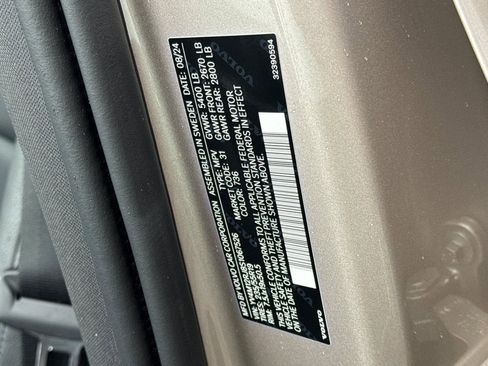 MFD BY VOLVO CAR CORPORATION ASSEMBLED IN SWEDEN DATE: 08/24
TYPE: MPV GVWR: 5400 LB
MARKET CODE: 31 GAWR FRONT: 2670 LB
COLOR: 736 GAWR REAR: 2800 LB
THIS VEHICLE CONFORMS TO ALL APPLICABLE FEDERAL MOTOR
VEHICLE SAFETY AND THEFT PREVENTION STANDARDS IN EFFECT
ON THE DATE OF MANUFACTURE SHOWN ABOVE.
VOLVO
32390594